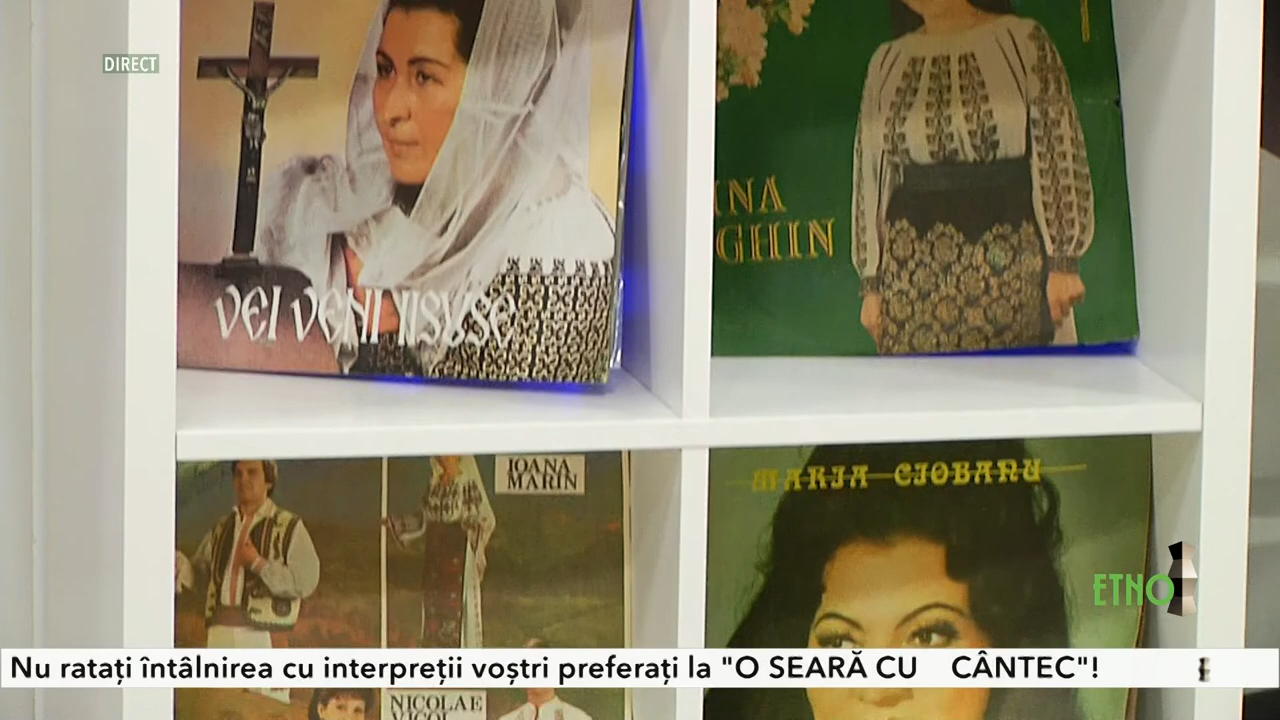 DIRECT
VEI VENI IISUSE
INA
GHIN
IOANA
MARIN
MARIA CIOBANU
ETNO
Nu ratați întâlnirea cu interpreții voștri preferați la "O SEARĂ CU CÂNTEC"!
NICOLAE